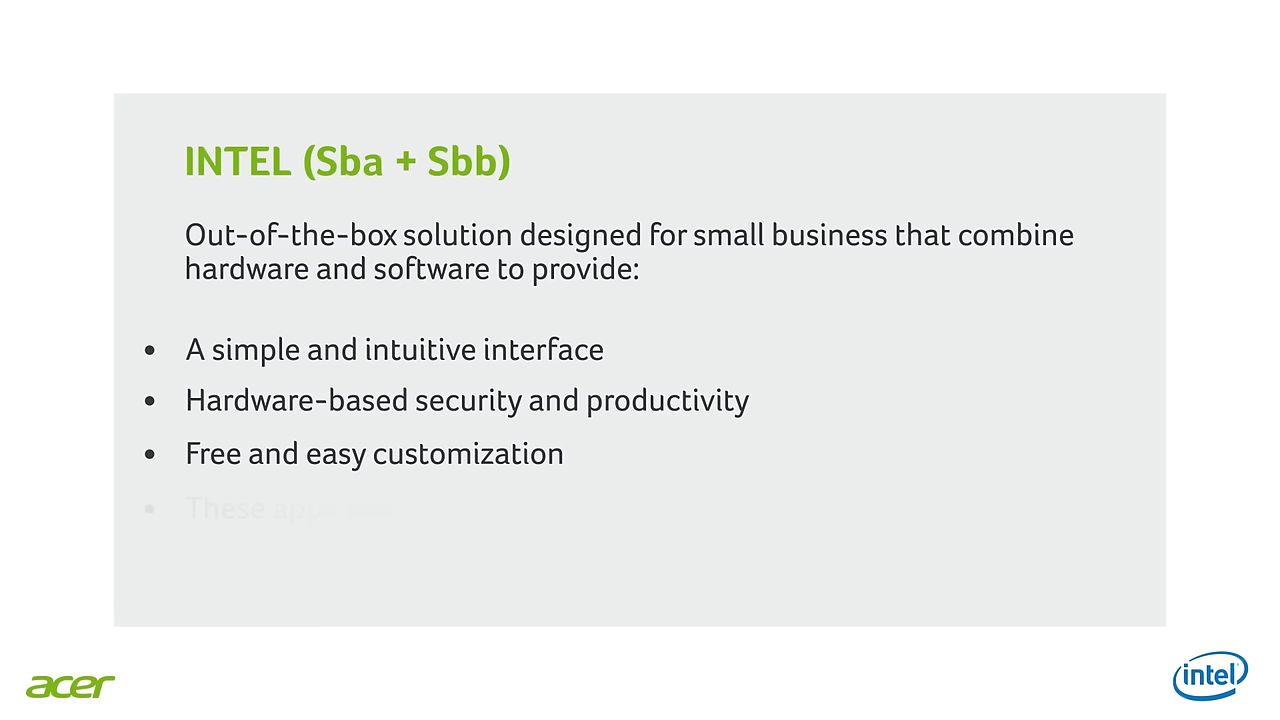 INTEL (Sba + Sbb)
Out-of-the-box solution designed for small business that combine
hardware and software to provide:
• A simple and intuitive interface
• Hardware-based security and productivity
• Free and easy customization
• These
acer
intel